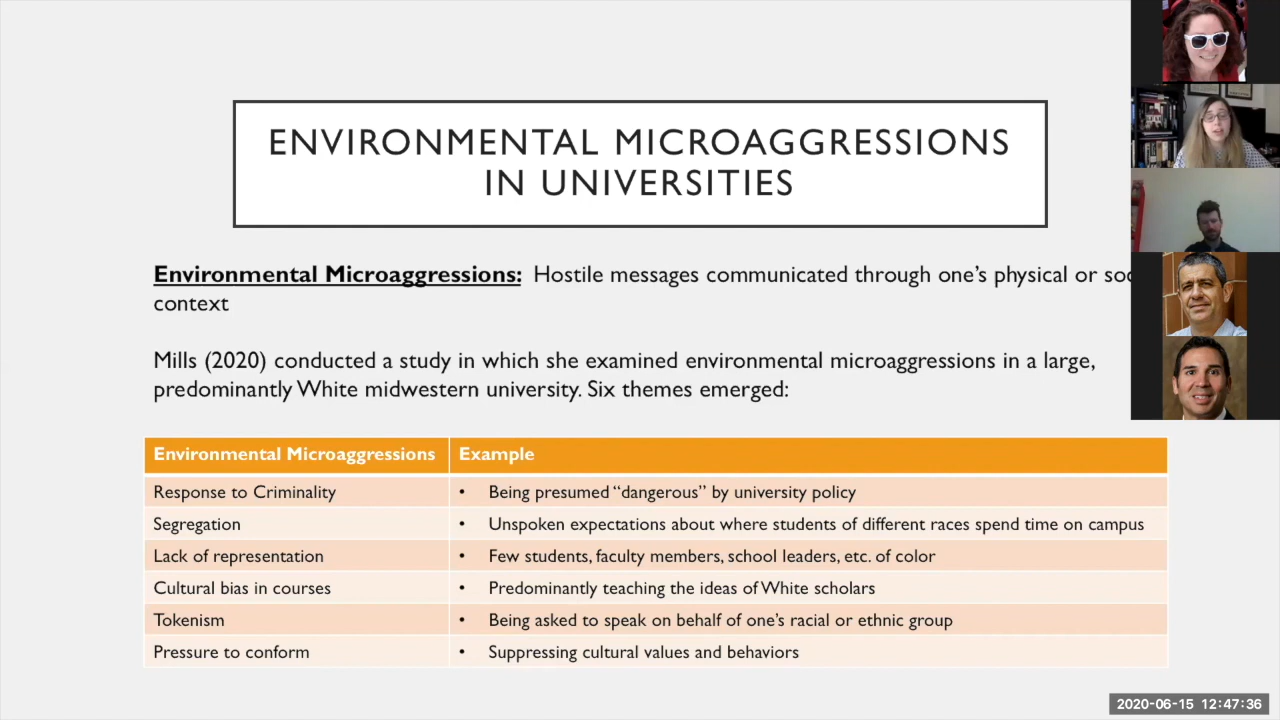 ENVIRONMENTAL MICROAGGRESSIONS
IN UNIVERSITIES
Environmental Microaggressions: Hostile messages communicated through one's physical or
context
Mills (2020) conducted a study in which she examined environmental microaggressions in a large,
predominantly White midwestern university. Six themes emerged:
Environmental Microaggressions Example
Response to Criminality • Being presumed “dangerous” by university policy
Segregation • Unspoken expectations about where students of different races spend time on campus
Lack of representation • Few students, faculty members, school leaders, etc. of color
Cultural bias in courses • Predominantly teaching the ideas of White scholars
Tokenism • Being asked to speak on behalf of one's racial or ethnic group
Pressure to conform • Suppressing cultural values and behaviors
2020-06-15 12:47:36